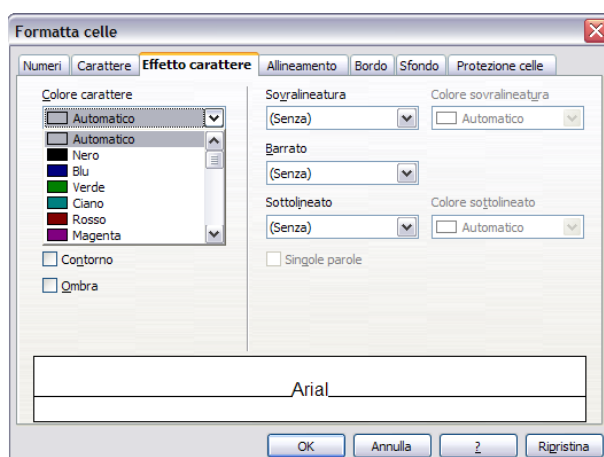 Formatta celle
Numeri Carattere Effetto carattere Allineamento Bordo Sfondo Protezione celle
Colore carattere
Automatico
Automatico
Nero
Blu
Verde
Ciano
Rosso
Magenta
Contorno
Ombra
Sovralineatura
(Senza)
Colore sovralineatura
Automatico
Barrato
(Senza)
Sottolineato
(Senza)
Colore sottolineato
Automatico
Singole parole
Arial
OK Annulla ? Ripristina